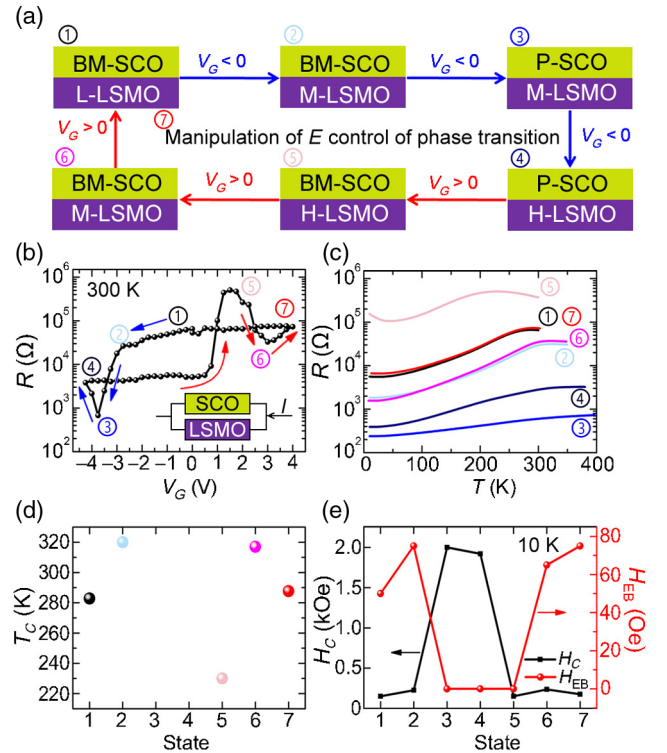 (a)
① ② ③
BM-SCO V_G < 0 BM-SCO V_G < 0 P-SCO
L-LSMO M-LSMO M-LSMO
V_G > 0 ⑦ Manipulation of E control of phase transition V_G < 0
⑥ ⑤ ④
BM-SCO V_G > 0 BM-SCO V_G > 0 P-SCO
M-LSMO H-LSMO H-LSMO
(b)
10^6
10^5
10^4
10^3
10^2
R (Ω)
300 K
① ② ③ ④ ⑤ ⑥ ⑦
SCO
LSMO
I
−4 −3 −2 −1 0 1 2 3 4
V_G (V)
(c)
10^6
10^5
10^4
10^3
10^2
R (Ω)
⑤
① ⑦
⑥
②
④
③
0 100 200 300 400
T (K)
(d)
320
300
280
260
240
220
T_C (K)
1 2 3 4 5 6 7
State
(e)
10 K
2.0
1.5
1.0
0.5
0
H_C (kOe)
80
60
40
20
0
H_EB (Oe)
H_C
H_EB
1 2 3 4 5 6 7
State